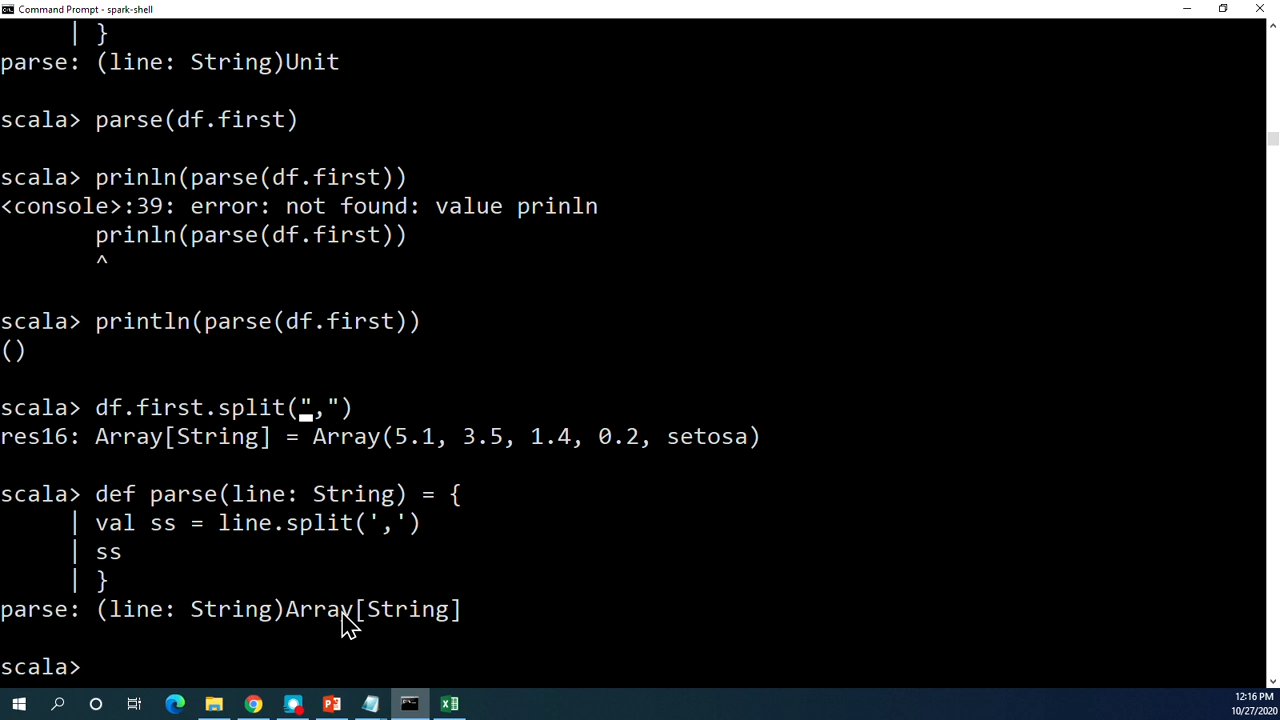 Command Prompt - spark-shell
| }
parse: (line: String)Unit
scala> parse(df.first)
scala> prinln(parse(df.first))
<console>:39: error: not found: value prinln
prinln(parse(df.first))
^
scala> println(parse(df.first))
()
scala> df.first.split(",")
res16: Array[String] = Array(5.1, 3.5, 1.4, 0.2, setosa)
scala> def parse(line: String) = {
| val ss = line.split(',')
| ss
| }
parse: (line: String)Array[String]
scala>
12:16 PM
10/27/2020